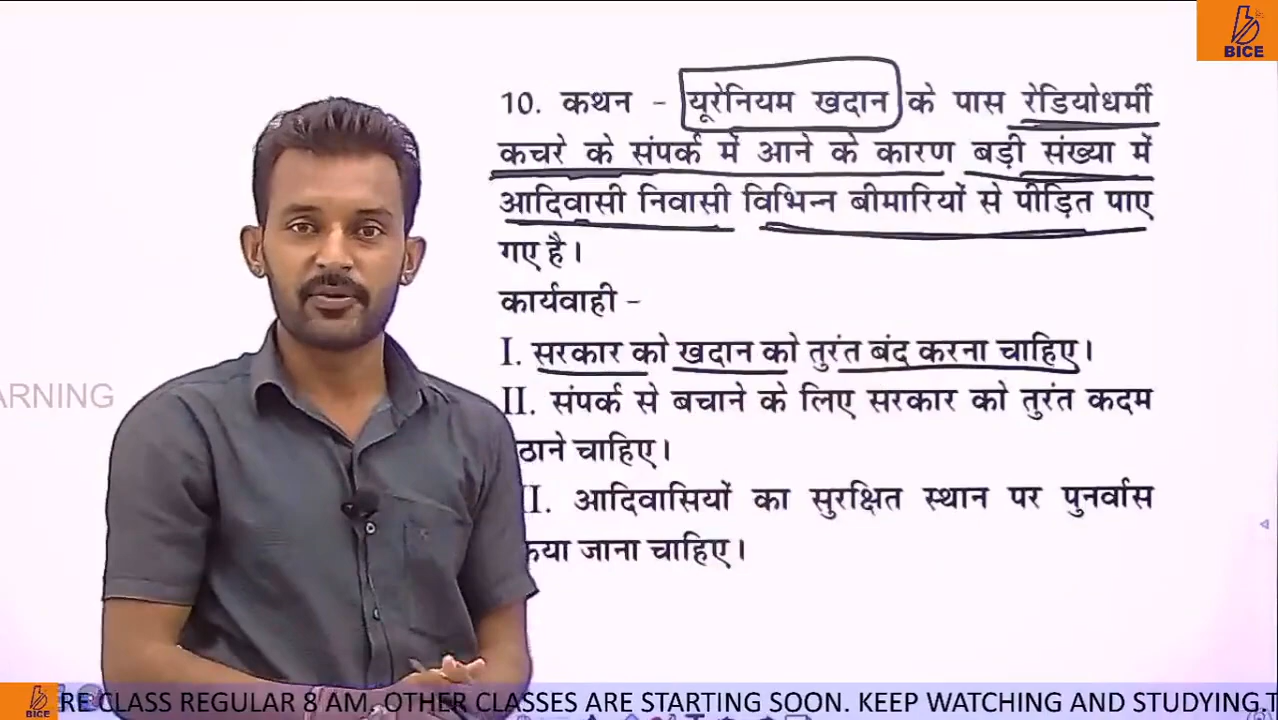 BICE
10. कथन - यूरेनियम खदान के पास रेडियोधर्मी
कचरे के संपर्क में आने के कारण बड़ी संख्या में
आदिवासी निवासी विभिन्न बीमारियों से पीड़ित पाए
गए है।
कार्यवाही -
I. सरकार को खदान को तुरंत बंद करना चाहिए।
II. संपर्क से बचाने के लिए सरकार को तुरंत कदम
ठाने चाहिए।
II. आदिवासियों का सुरक्षित स्थान पर पुनर्वास
जाना चाहिए।
ARNING
BICE
RE CLASS REGULAR 8 AM. OTHER CLASSES ARE STARTING SOON. KEEP WATCHING AND STUDYING.T